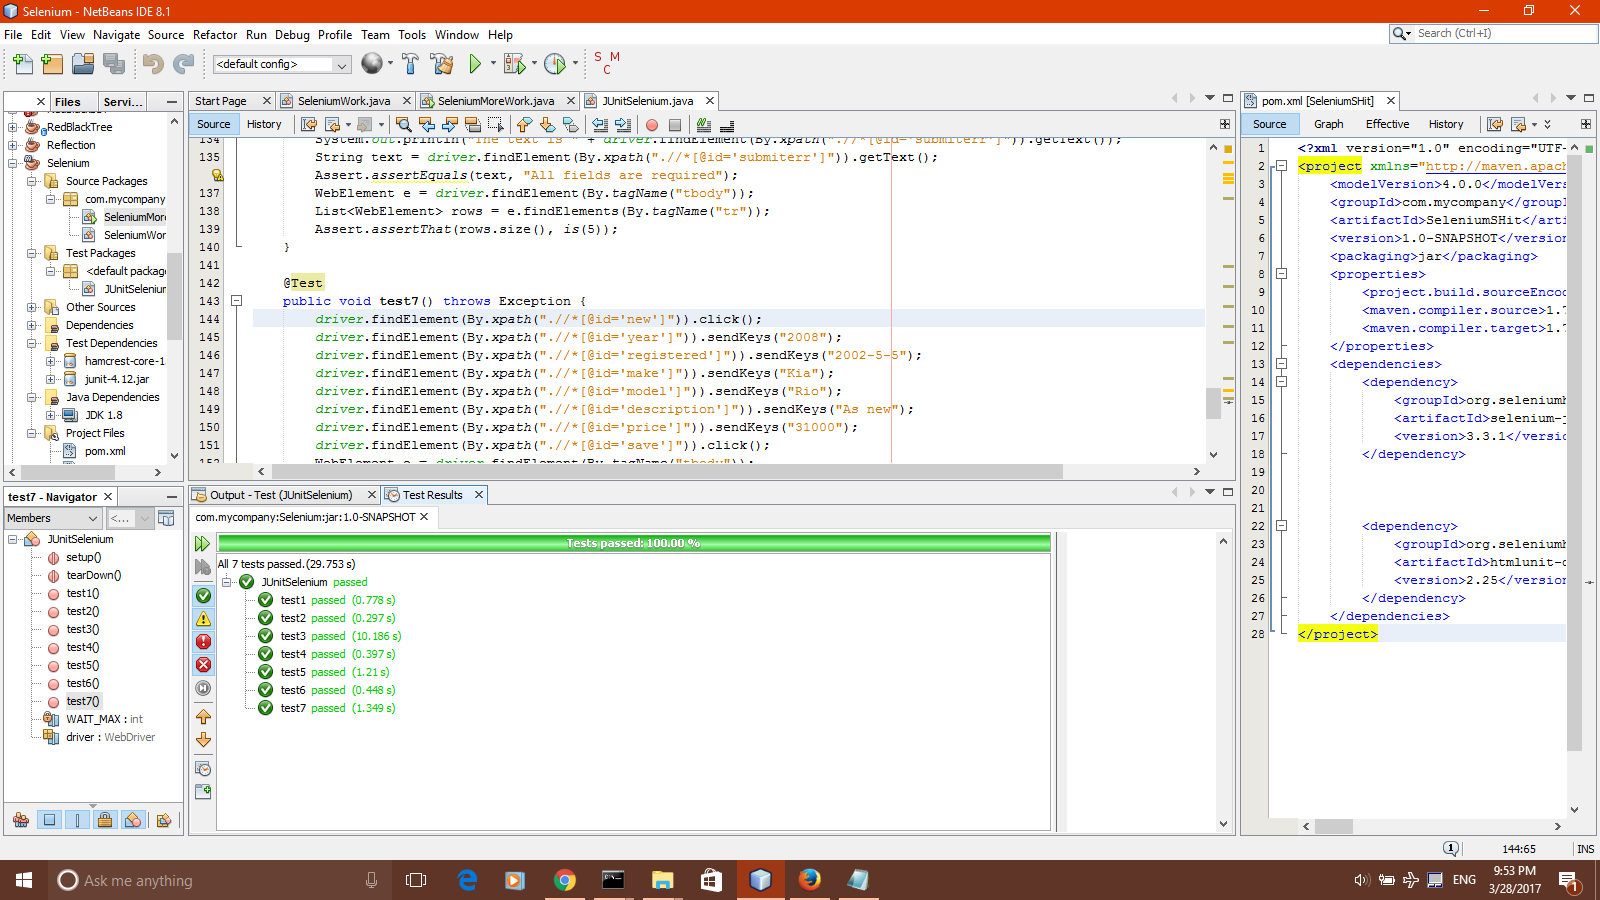 Selenium - NetBeans IDE 8.1
File Edit View Navigate Source Refactor Run Debug Profile Team Tools Window Help
Search (Ctrl+I)
<default config>
S M
C
Files Servi...
RedBlackTree
Reflection
Selenium
Source Packages
com.mycompany
SeleniumMore
SeleniumWor
Test Packages
<default package
JUnitSelenium
Other Sources
Dependencies
Test Dependencies
hamcrest-core-1
junit-4.12.jar
Java Dependencies
JDK 1.8
Project Files
pom.xml
Start Page SeleniumWork.java SeleniumMoreWork.java JUnitSelenium.java
Source History
134 System.out.println("The text is " + driver.findElement(By.xpath(".//*[@id='submiterr']")).getText());
135 String text = driver.findElement(By.xpath(".//*[@id='submiterr']")).getText();
Assert.assertEquals(text, "All fields are required");
137 WebElement e = driver.findElement(By.tagName("tbody"));
138 List<WebElement> rows = e.findElements(By.tagName("tr"));
139 Assert.assertThat(rows.size(), is(5));
140 }
141
142 @Test
143 public void test7() throws Exception {
144 driver.findElement(By.xpath(".//*[@id='new']")).click();
145 driver.findElement(By.xpath(".//*[@id='year']")).sendKeys("2008");
146 driver.findElement(By.xpath(".//*[@id='registered']")).sendKeys("2002-5-5");
147 driver.findElement(By.xpath(".//*[@id='make']")).sendKeys("Kia");
148 driver.findElement(By.xpath(".//*[@id='model']")).sendKeys("Rio");
149 driver.findElement(By.xpath(".//*[@id='description']")).sendKeys("As new");
150 driver.findElement(By.xpath(".//*[@id='price']")).sendKeys("31000");
151 driver.findElement(By.xpath(".//*[@id='save']")).click();
152 WebElement e = driver.findElement(By.tagName("tbody"));
pom.xml [SeleniumSHit]
Source Graph Effective History
1 <?xml version="1.0" encoding="UTF-
2 <project xmlns="http://maven.apach
3 <modelVersion>4.0.0</modelVers
4 <groupId>com.mycompany</groupI
5 <artifactId>SeleniumSHit</arti
6 <version>1.0-SNAPSHOT</version
7 <packaging>jar</packaging>
8 <properties>
9 <project.build.sourceEncod
10 <maven.compiler.source>1.7
11 <maven.compiler.target>1.7
12 </properties>
13 <dependencies>
14 <dependency>
15 <groupId>org.seleniumh
16 <artifactId>selenium-j
17 <version>3.3.1</versio
18 </dependency>
19
20
21
22 <dependency>
23 <groupId>org.seleniumh
24 <artifactId>htmlunit-d
25 <version>2.25</version
26 </dependency>
27 </dependencies>
28 </project>
test7 - Navigator
Members <...
JUnitSelenium
setup()
tearDown()
test1()
test2()
test3()
test4()
test5()
test6()
test7()
WAIT_MAX : int
driver : WebDriver
Output - Test (JUnitSelenium) Test Results
com.mycompany:Selenium:jar:1.0-SNAPSHOT
Tests passed: 100.00 %
All 7 tests passed.(29.753 s)
JUnitSelenium passed
test1 passed (0.778 s)
test2 passed (0.297 s)
test3 passed (10.186 s)
test4 passed (0.397 s)
test5 passed (1.21 s)
test6 passed (0.448 s)
test7 passed (1.349 s)
1 144:65 INS
Ask me anything
ENG
9:53 PM
3/28/2017
1